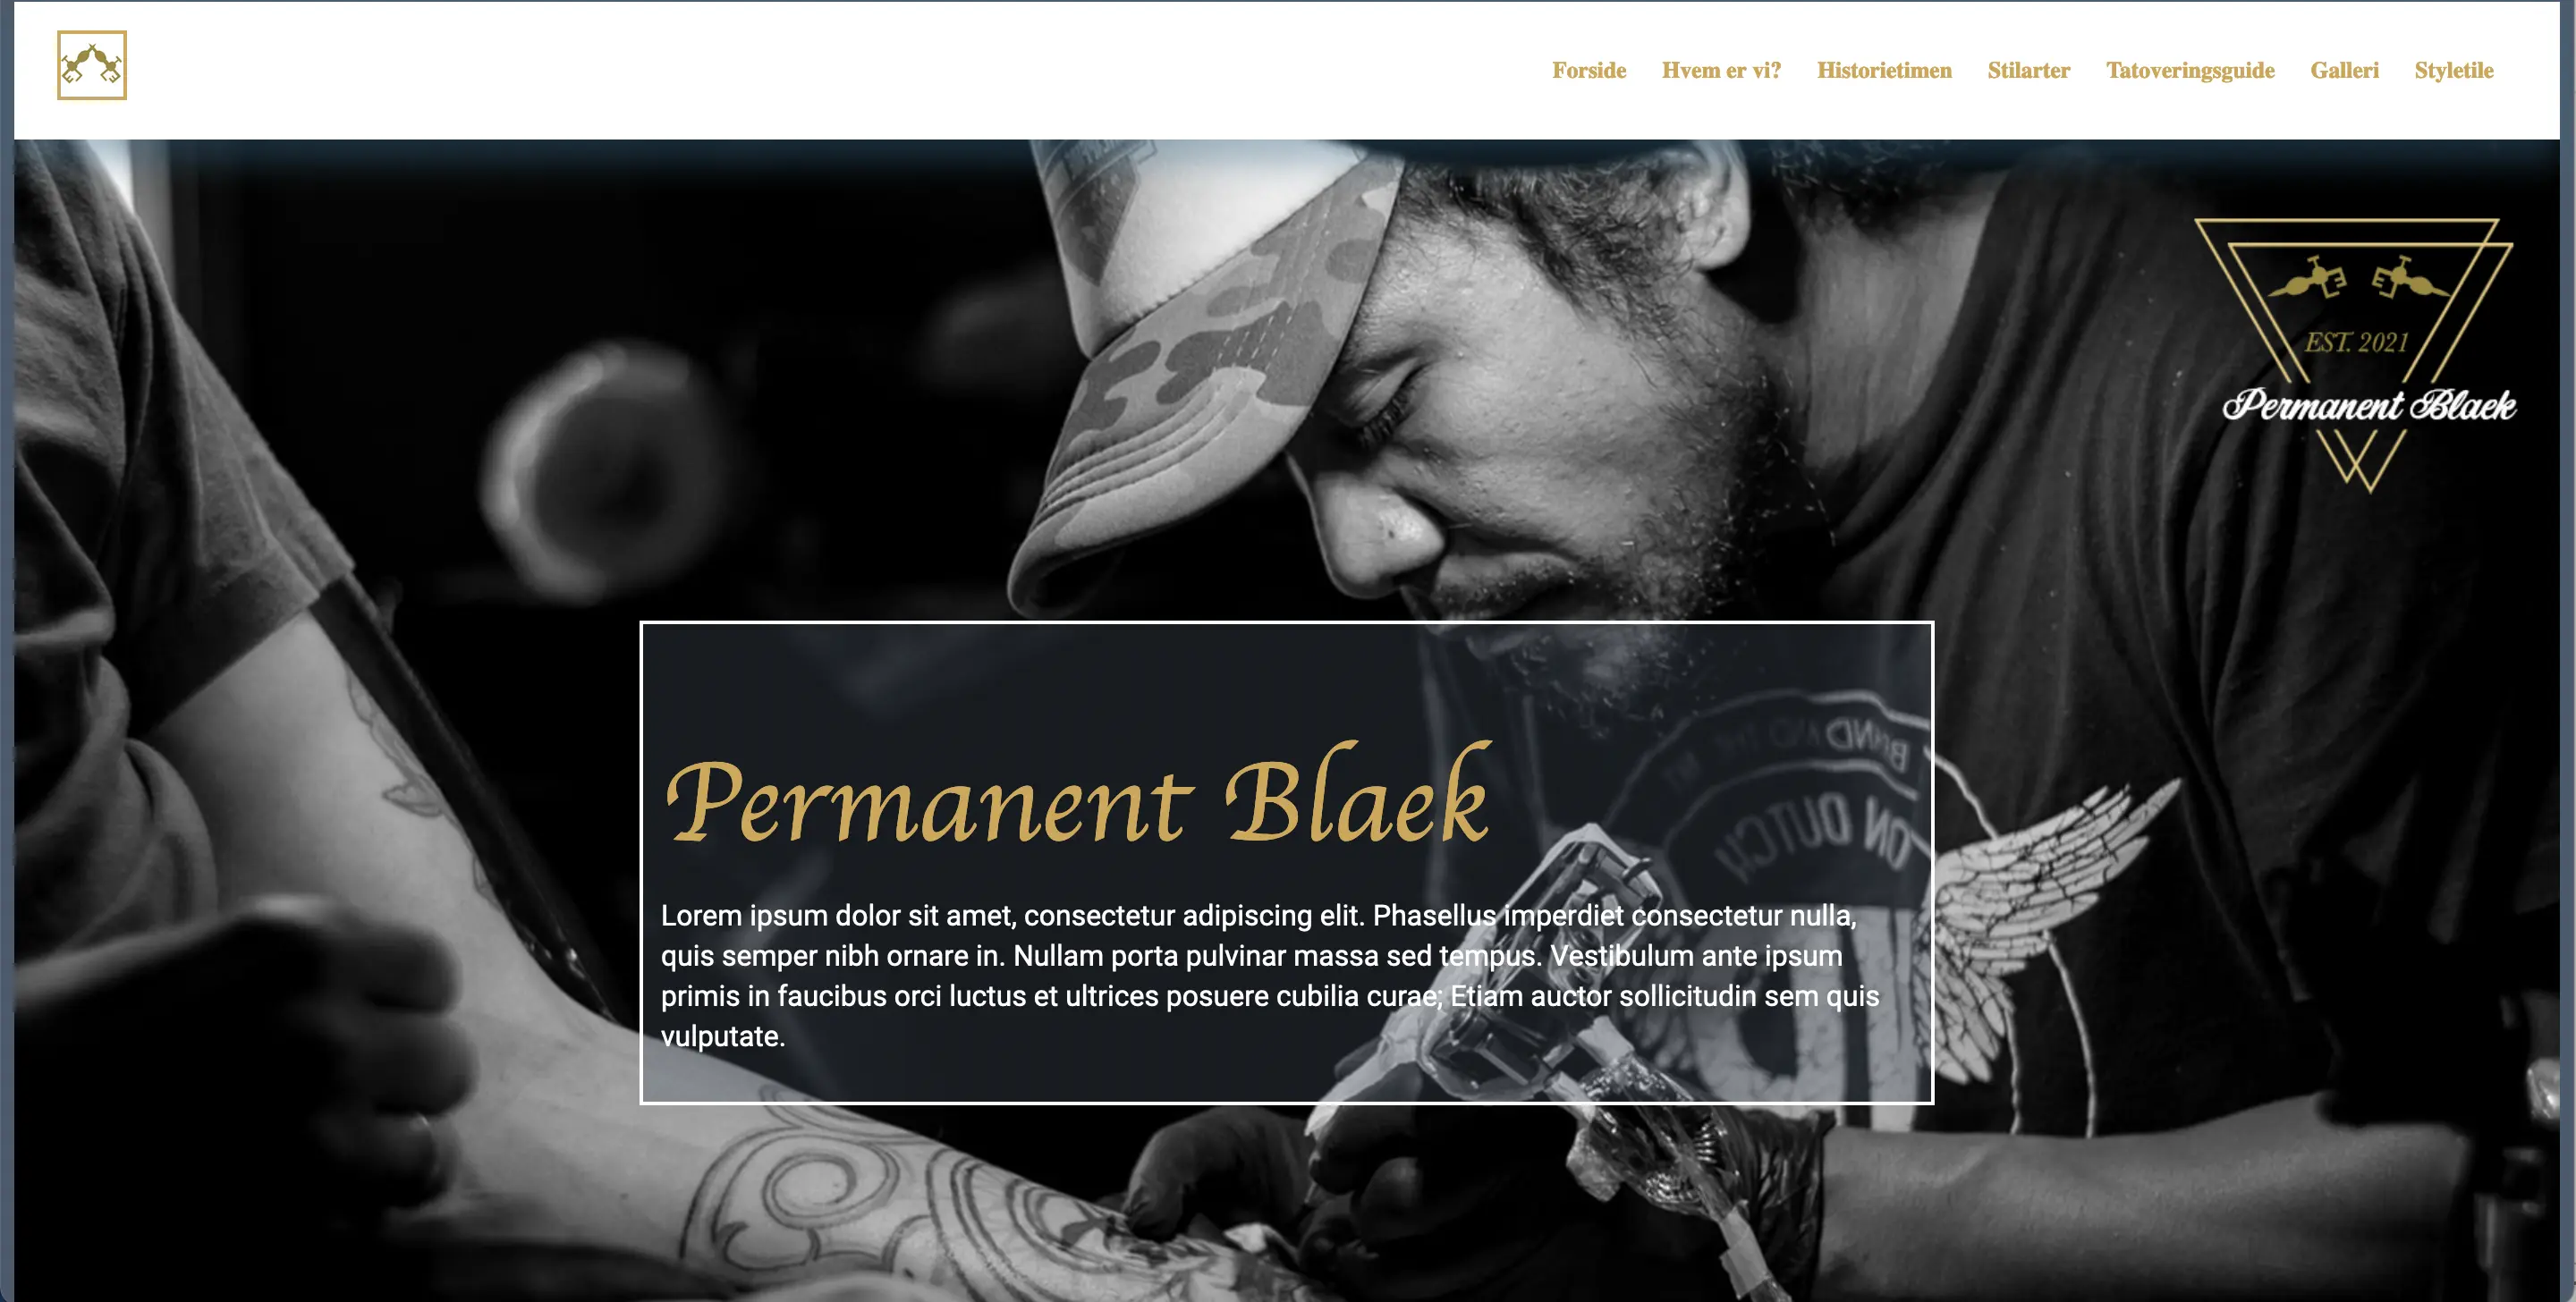 Forside Hvem er vi? Historietimen Stilarter Tatoveringsguide Galleri Styletile
EST. 2021
Permanent Blaek
Permanent Blaek
Lorem ipsum dolor sit amet, consectetur adipiscing elit. Phasellus imperdiet consectetur nulla,
quis semper nibh ornare in. Nullam porta pulvinar massa sed tempus. Vestibulum ante ipsum
primis in faucibus orci luctus et ultrices posuere cubilia curae; Etiam auctor sollicitudin sem quis
vulputate.
BAND
ON DUTCH